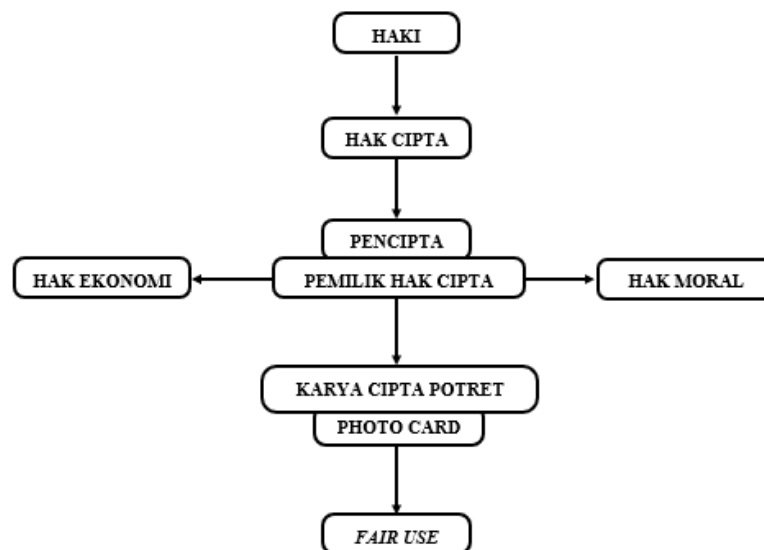 HAKI
HAK CIPTA
PENCIPTA
HAK EKONOMI
PEMILIK HAK CIPTA
HAK MORAL
KARYA CIPTA POTRET
PHOTO CARD
FAIR USE